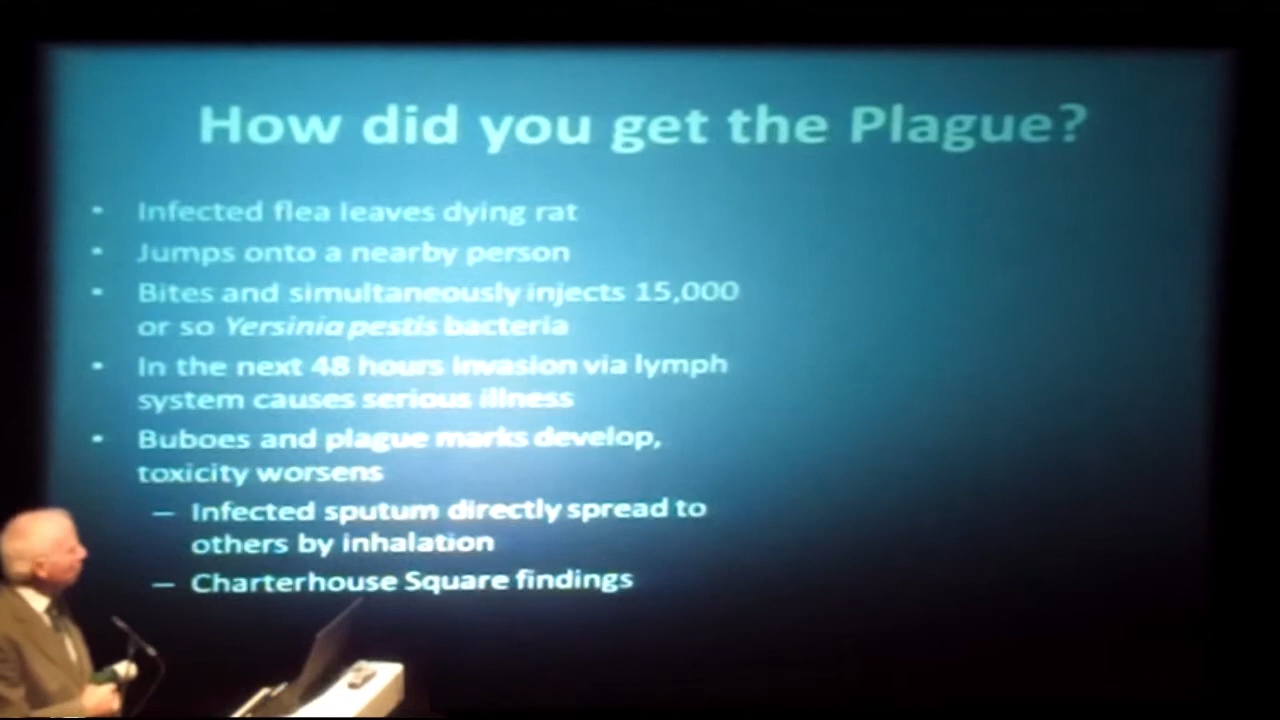 How did you get the Plague?
• Infected flea leaves dying rat
• Jumps onto a nearby person
• Bites and simultaneously injects 15,000
or so Yersinia pestis bacteria
• In the next 48 hours invasion via lymph
system causes serious illness
• Buboes and plague marks develop,
toxicity worsens
– Infected sputum directly spread to
others by inhalation
– Charterhouse Square findings